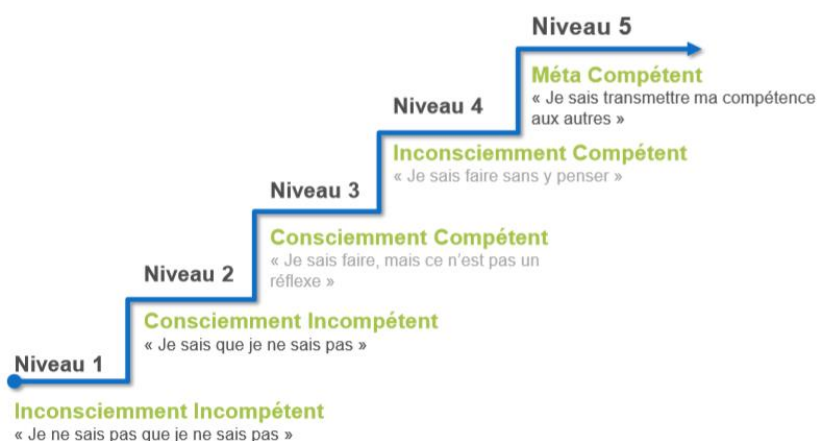 Niveau 5
Méta Compétent
« Je sais transmettre ma compétence
aux autres »
Niveau 4
Inconsciemment Compétent
« Je sais faire sans y penser »
Niveau 3
Consciemment Compétent
« Je sais faire, mais ce n'est pas un
réflexe »
Niveau 2
Consciemment Incompétent
« Je sais que je ne sais pas »
Niveau 1
Inconsciemment Incompétent
« Je ne sais pas que je ne sais pas »